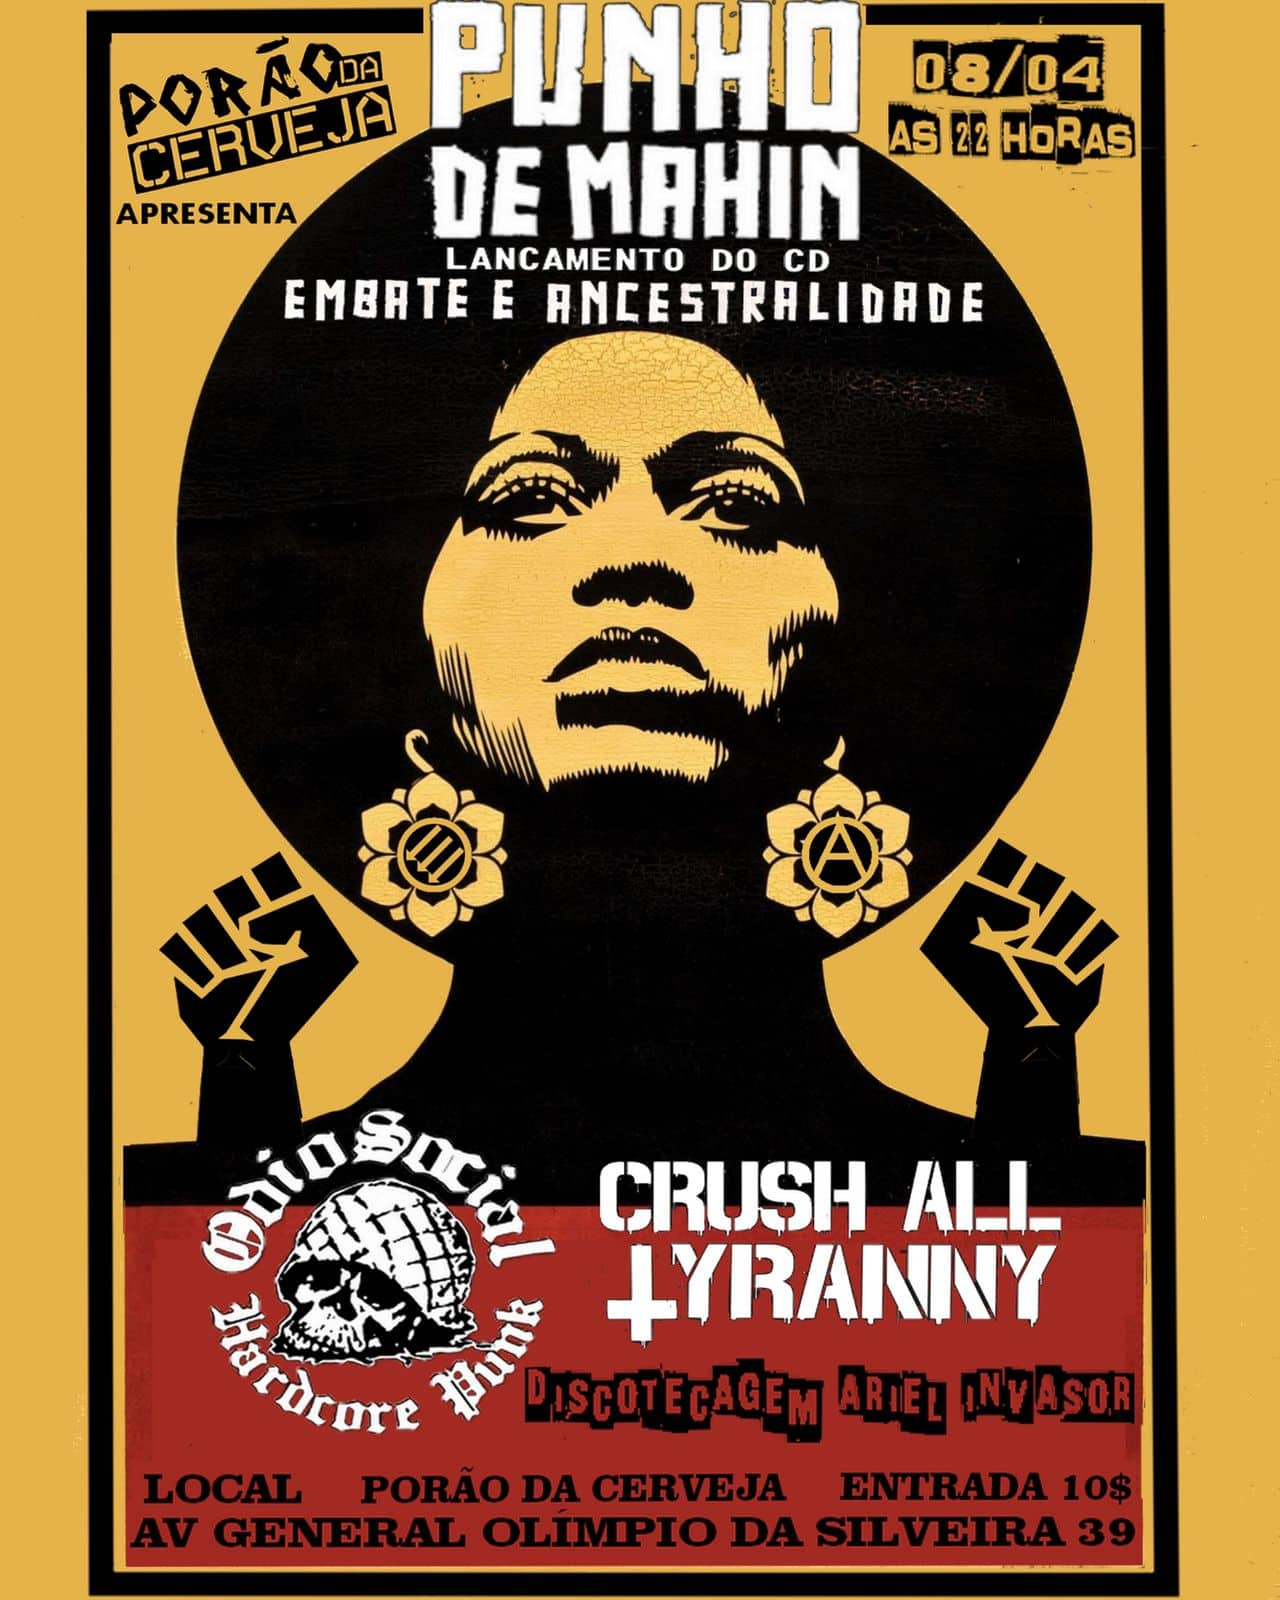 PORÃO DA
CERVEJA
APRESENTA
PUNHO
DE MAHIN
LANCAMENTO DO CD
EMBATE E ANCESTRALIDADE
08/04
AS 22 HORAS
Odio Social
Hardcore Punk
CRUSH ALL
TYRANNY
DISCOTECAGEM ARIEL INVASOR
LOCAL PORÃO DA CERVEJA ENTRADA 10$
AV GENERAL OLÍMPIO DA SILVEIRA 39